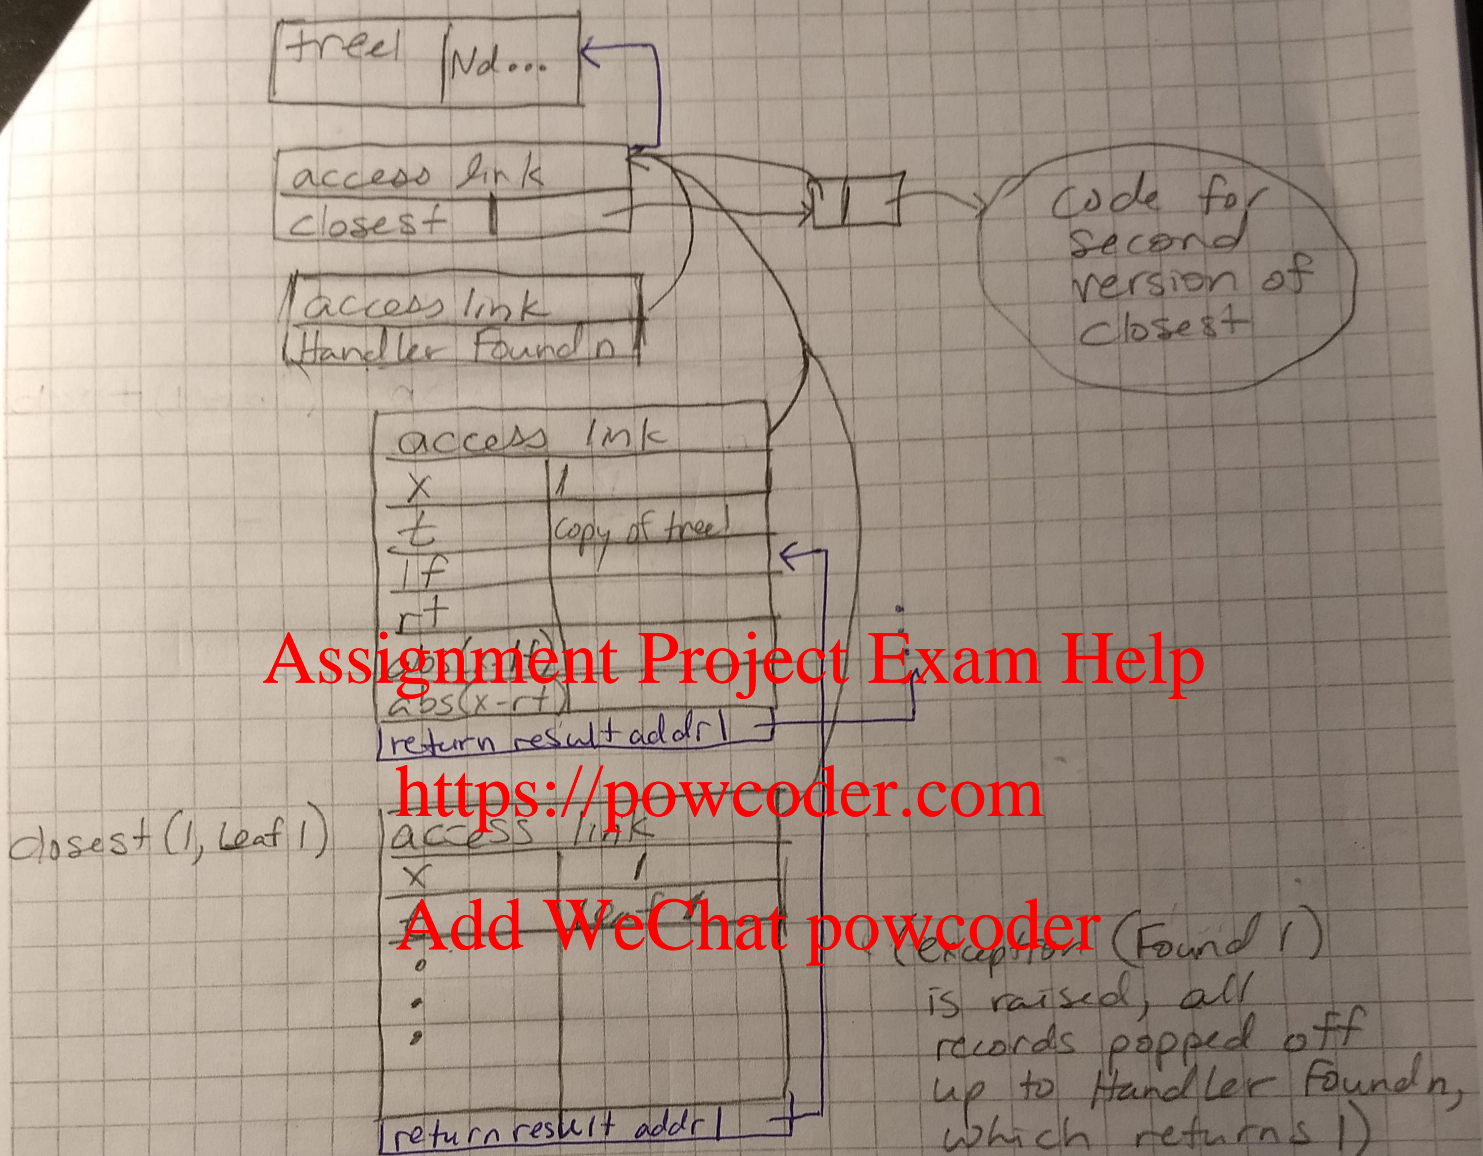 tree1 Nd...
access link
closest
code for
second
version of
closest
access link
Handler Found n
access link
x 1
t copy of tree1
lf
rt
abs(x-lf)
abs(x-rt)
return result addr
Assignment Project Exam Help
https://powcoder.com
closest (1, Leaf 1)
access link
x 1
Add WeChat powcoder
(exception (Found 1)
is raised, all
records popped off
up to Handler Found n,
which returns 1)
return result addr